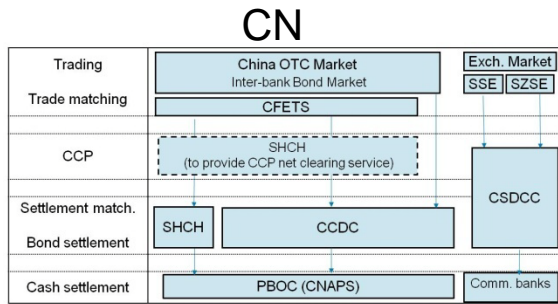 CN
Trading
China OTC Market
Inter-bank Bond Market
Exch. Market
SSE
SZSE
Trade matching
CFETS
CCP
SHCH
(to provide CCP net clearing service)
CSDCC
Settlement match.
Bond settlement
SHCH
CCDC
Cash settlement
PBOC (CNAPS)
Comm. banks